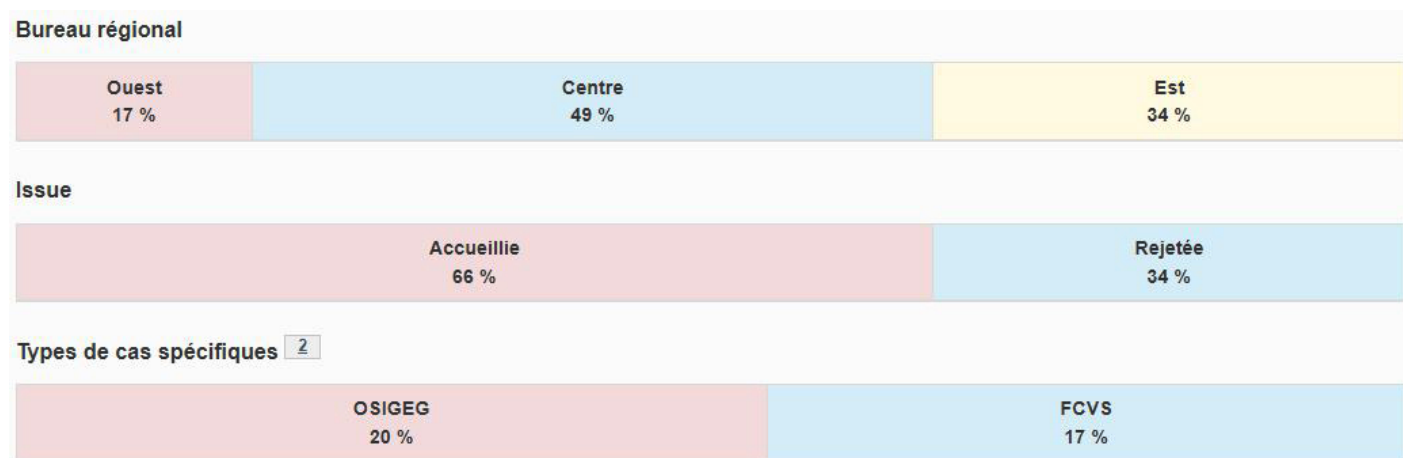 Bureau régional
Ouest Centre Est
17 % 49 % 34 %
Issue
Accueillie Rejetée
66 % 34 %
Types de cas spécifiques 2
OSIGEG FCVS
20 % 17 %